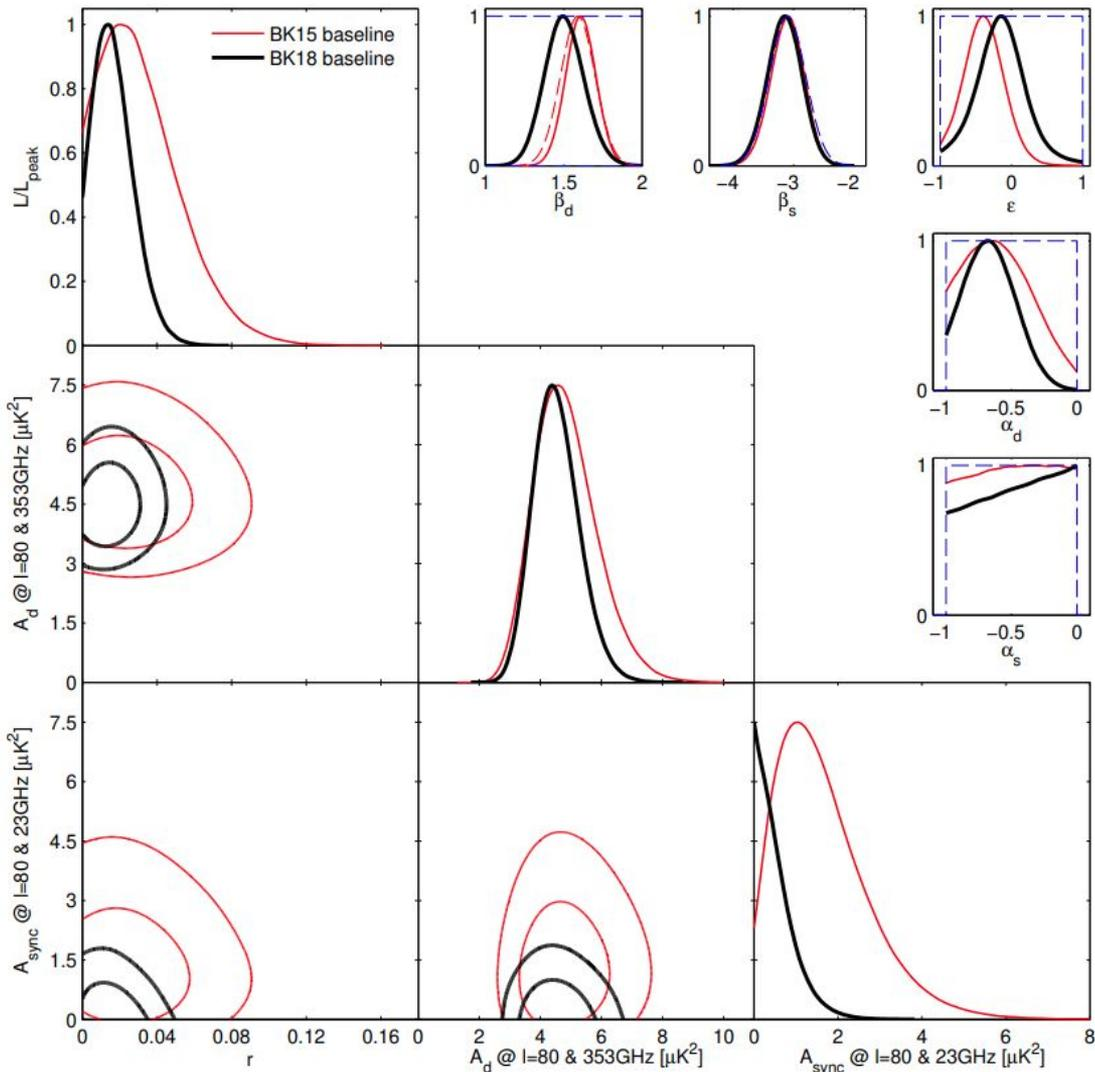 BK15 baseline
BK18 baseline
1
0.8
0.6
0.4
0.2
0
L/L_peak
1
0
1 1.5 2
β_d
1
0
−4 −3 −2
β_s
1
0
−1 0 1
ε
1
0
−1 −0.5 0
α_d
1
0
−1 −0.5 0
α_s
7.5
6
4.5
3
1.5
0
A_d @ l=80 & 353GHz [μK²]
7.5
6
4.5
3
1.5
0
A_sync @ l=80 & 23GHz [μK²]
0 0.04 0.08 0.12 0.16
r
0 2 4 6 8 10
A_d @ l=80 & 353GHz [μK²]
0 2 4 6 8
A_sync @ l=80 & 23GHz [μK²]